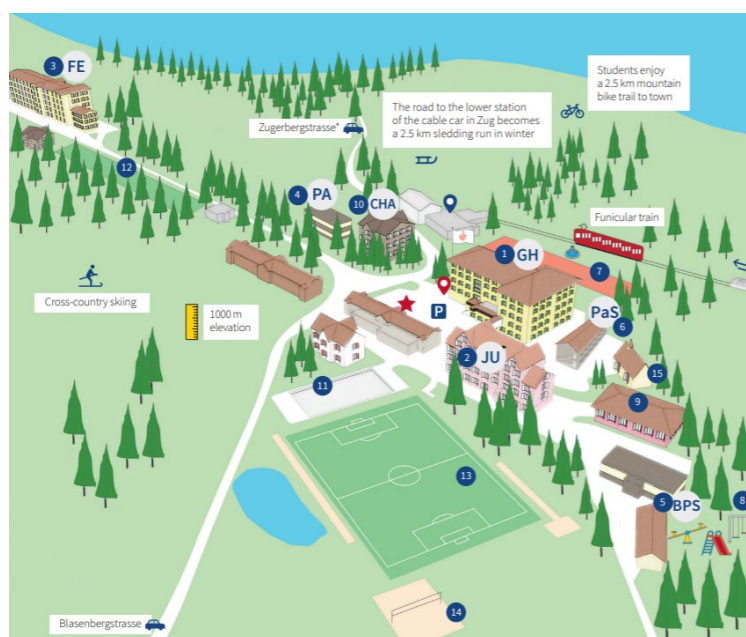 3 FE
Students enjoy
a 2.5 km mountain
bike trail to town
The road to the lower station
of the cable car in Zug becomes
a 2.5 km sledding run in winter
Zugerbergstrasse*
12
4 PA
10 CHA
Funicular train
1 GH
7
Cross-country skiing
1000 m
elevation
P
PaS
6
2 JU
15
11
9
13
5 BPS
8
14
Blasenbergstrasse